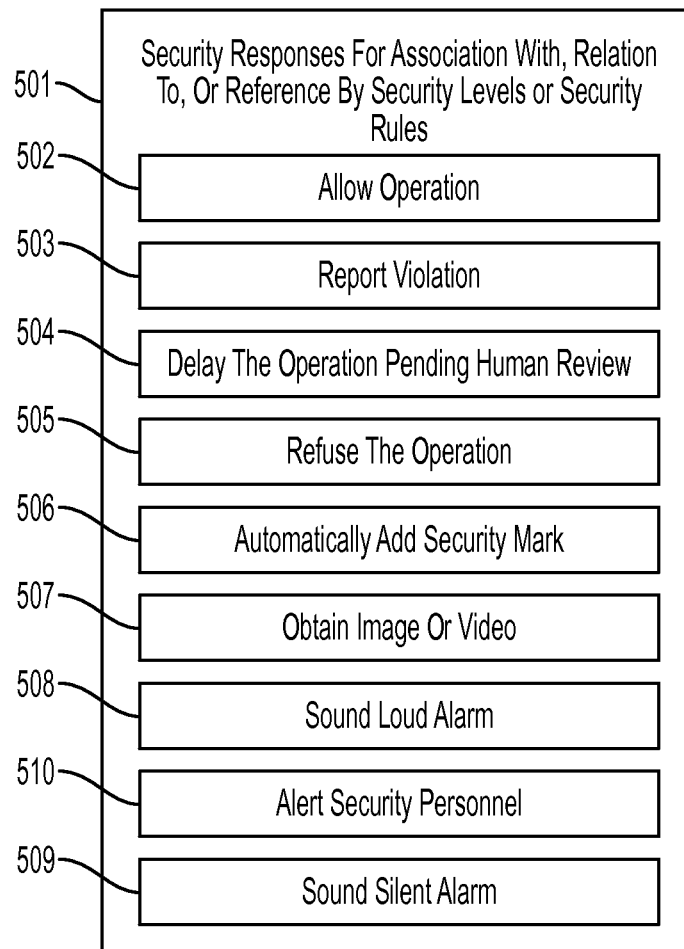 Security Responses For Association With, Relation
501
To, Or Reference By Security Levels or Security
Rules
502
Allow Operation
503
Report Violation
504
Delay The Operation Pending Human Review
505
Refuse The Operation
506
Automatically Add Security Mark
507
Obtain Image Or Video
508
Sound Loud Alarm
510
Alert Security Personnel
509
Sound Silent Alarm